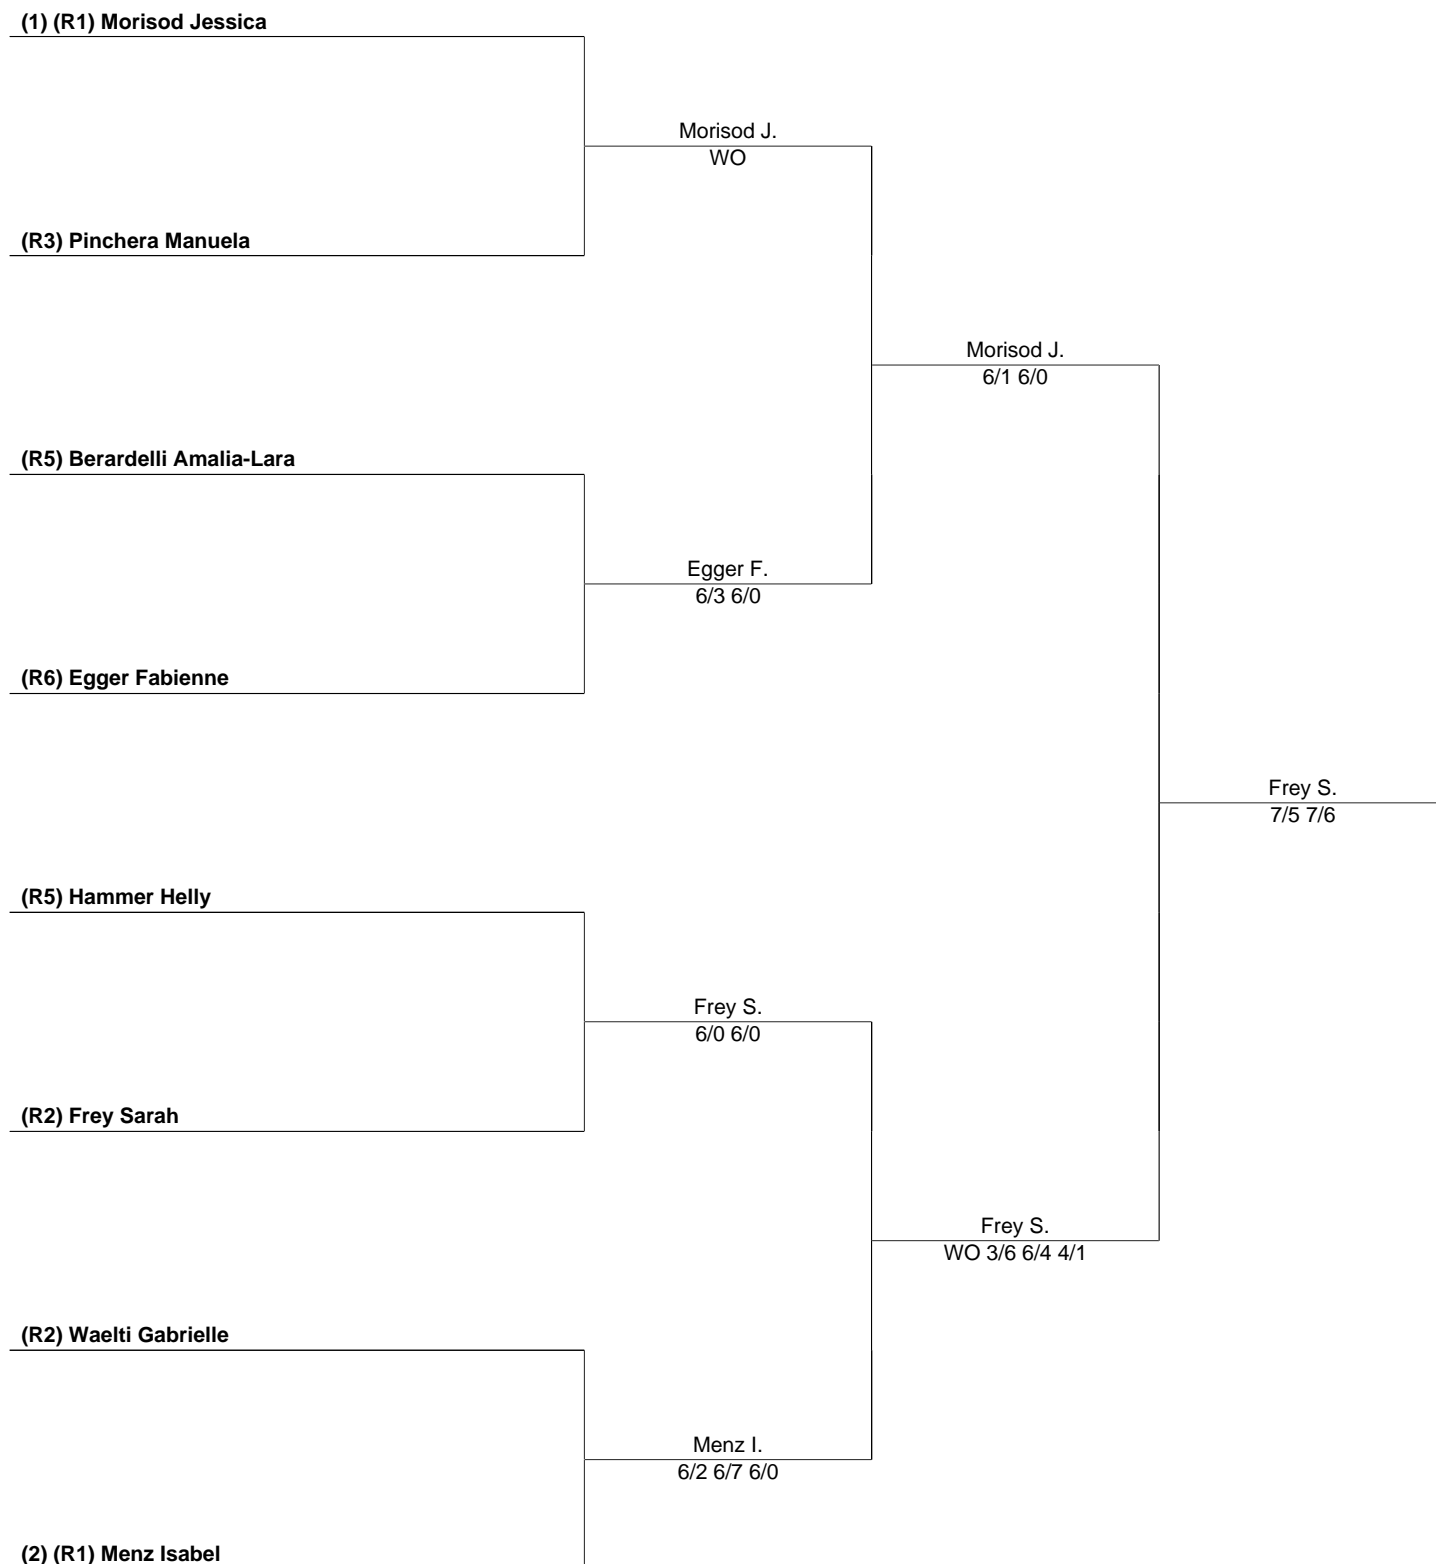 (1) (R1) Morisod Jessica
Morisod J.
WO
(R3) Pinchera Manuela
Morisod J.
6/1 6/0
(R5) Berardelli Amalia-Lara
Egger F.
6/3 6/0
(R6) Egger Fabienne
Frey S.
7/5 7/6
(R5) Hammer Helly
Frey S.
6/0 6/0
(R2) Frey Sarah
Frey S.
WO 3/6 6/4 4/1
(R2) Waelti Gabrielle
Menz I.
6/2 6/7 6/0
(2) (R1) Menz Isabel